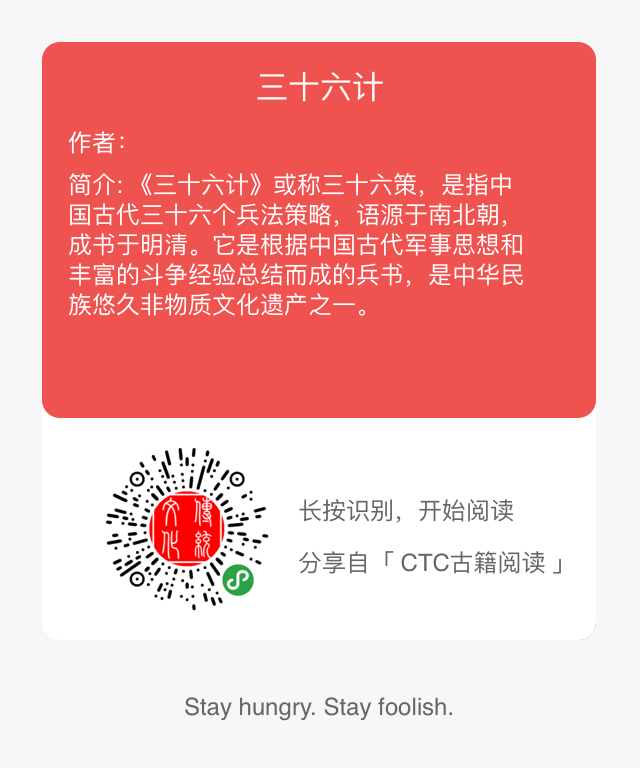 三十六计
作者：
简介:《三十六计》或称三十六策，是指中
国古代三十六个兵法策略，语源于南北朝，
成书于明清。它是根据中国古代军事思想和
丰富的斗争经验总结而成的兵书，是中华民
族悠久非物质文化遗产之一。
傳統
文化
长按识别，开始阅读
分享自「 CTC古籍阅读 」
Stay hungry. Stay foolish.